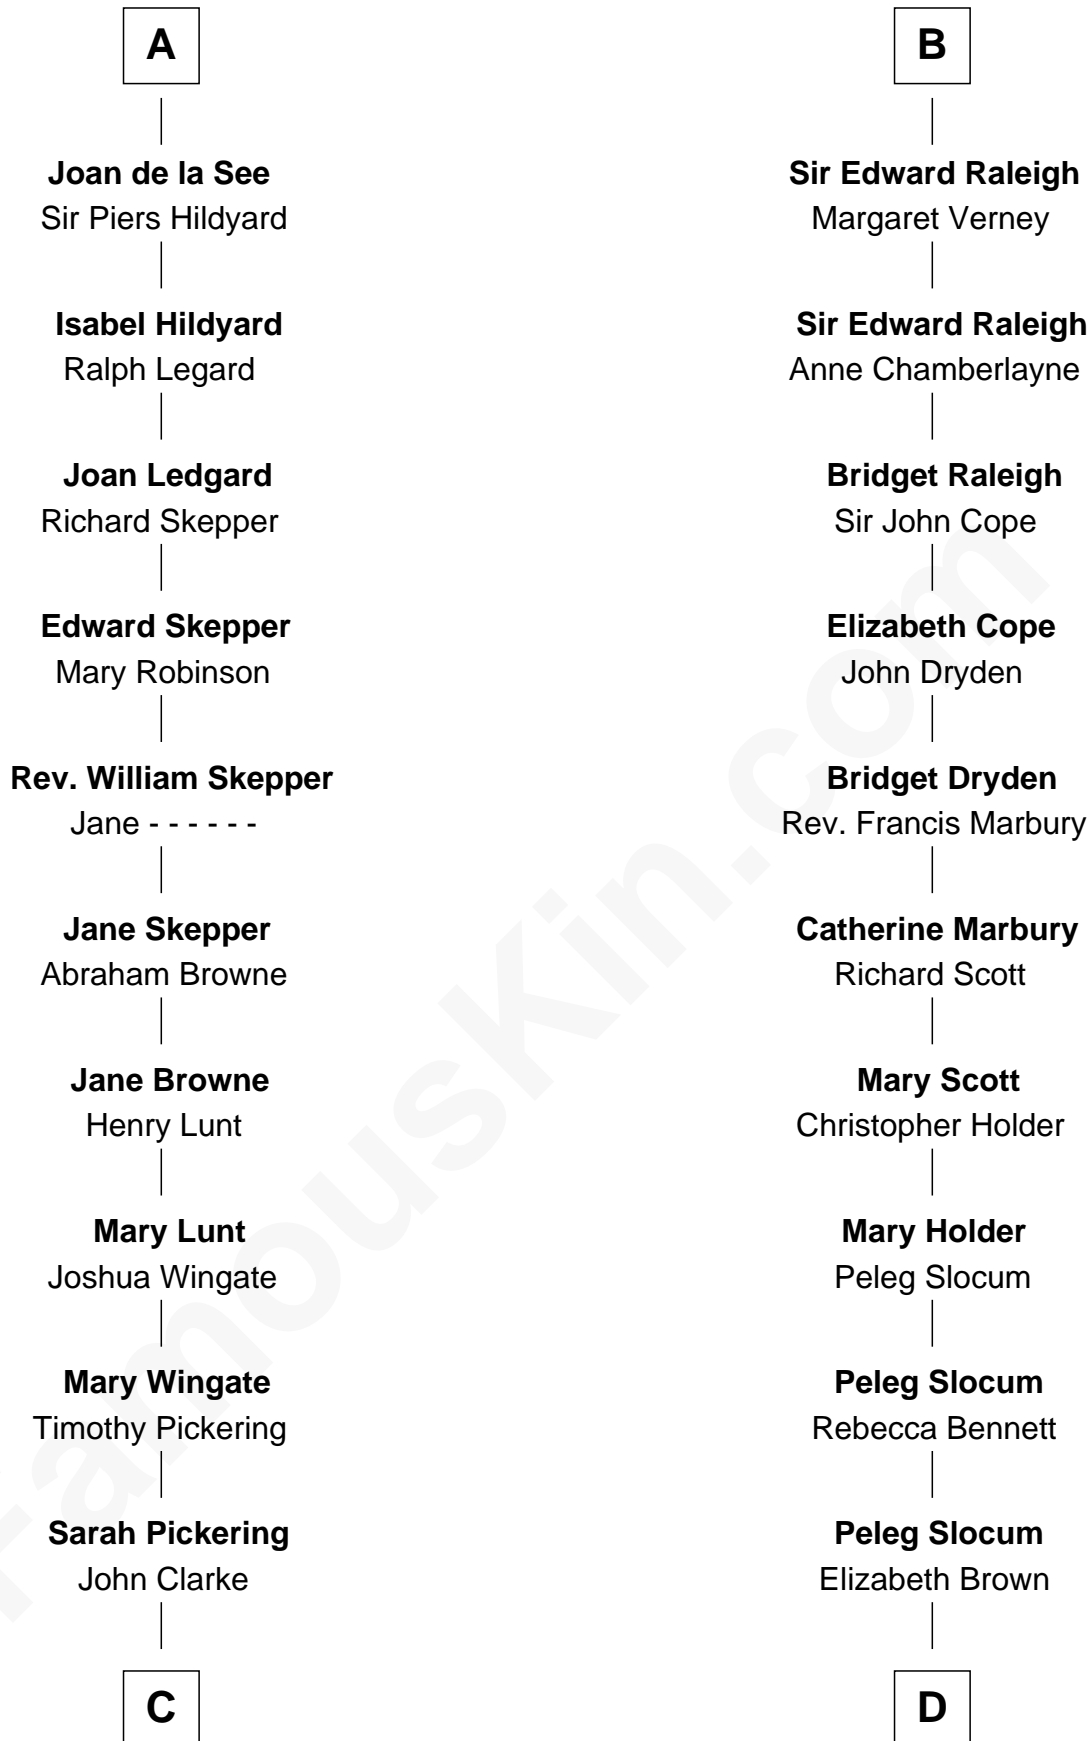 A
Joan de la See
Sir Piers Hildyard
Isabel Hildyard
Ralph Legard
Joan Ledgard
Richard Skepper
Edward Skepper
Mary Robinson
Rev. William Skepper
Jane - - - - - -
Jane Skepper
Abraham Browne
Jane Browne
Henry Lunt
Mary Lunt
Joshua Wingate
Mary Wingate
Timothy Pickering
Sarah Pickering
John Clarke
C
B
Sir Edward Raleigh
Margaret Verney
Sir Edward Raleigh
Anne Chamberlayne
Bridget Raleigh
Sir John Cope
Elizabeth Cope
John Dryden
Bridget Dryden
Rev. Francis Marbury
Catherine Marbury
Richard Scott
Mary Scott
Christopher Holder
Mary Holder
Peleg Slocum
Peleg Slocum
Rebecca Bennett
Peleg Slocum
Elizabeth Brown
D
FamousKin.com